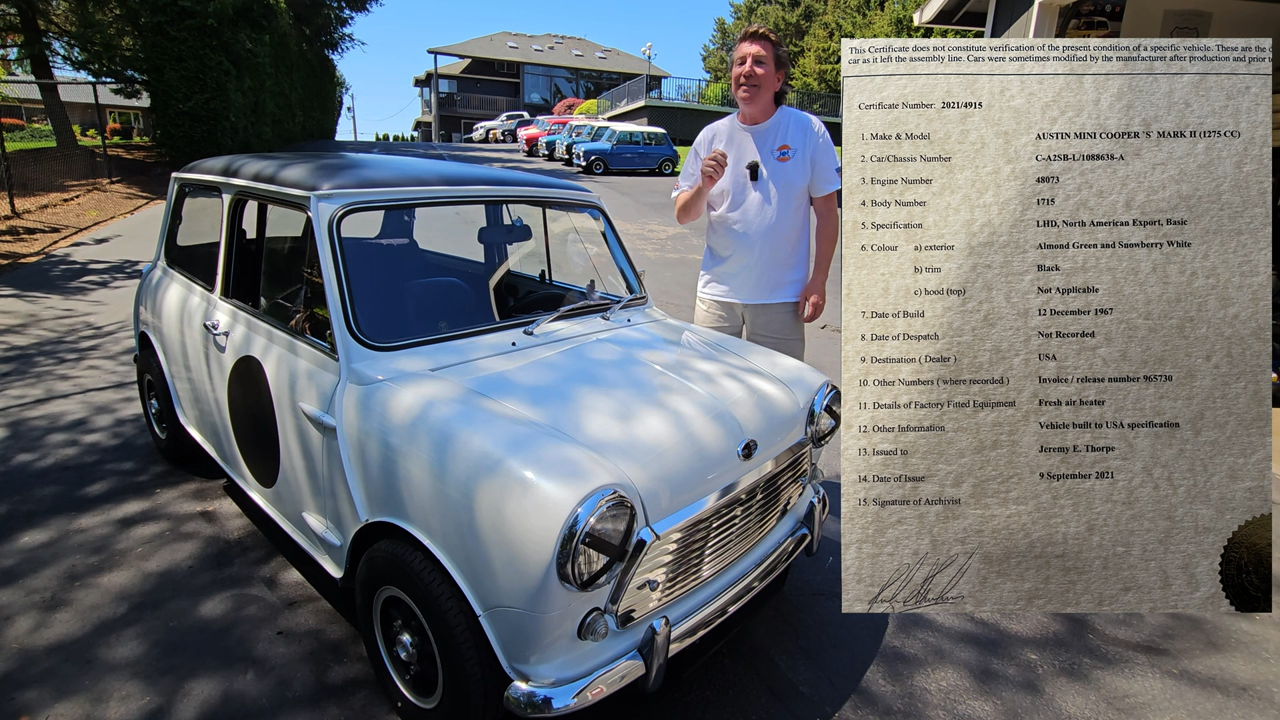 This Certificate does not constitute verification of the present condition of a specific vehicle. These are the
car as it left the assembly line. Cars were sometimes modified by the manufacturer after production and prior
Certificate Number: 2021/4915
1. Make & Model AUSTIN MINI COOPER `S` MARK II (1275 CC)
2. Car/Chassis Number C-A2SB-L/1088638-A
3. Engine Number 48073
4. Body Number 1715
5. Specification LHD, North American Export, Basic
6. Colour a) exterior Almond Green and Snowberry White
b) trim Black
c) hood (top) Not Applicable
7. Date of Build 12 December 1967
8. Date of Despatch Not Recorded
9. Destination ( Dealer ) USA
10. Other Numbers ( where recorded ) Invoice / release number 965730
11. Details of Factory Fitted Equipment Fresh air heater
12. Other Information Vehicle built to USA specification
13. Issued to Jeremy E. Thorpe
14. Date of Issue 9 September 2021
15. Signature of Archivist